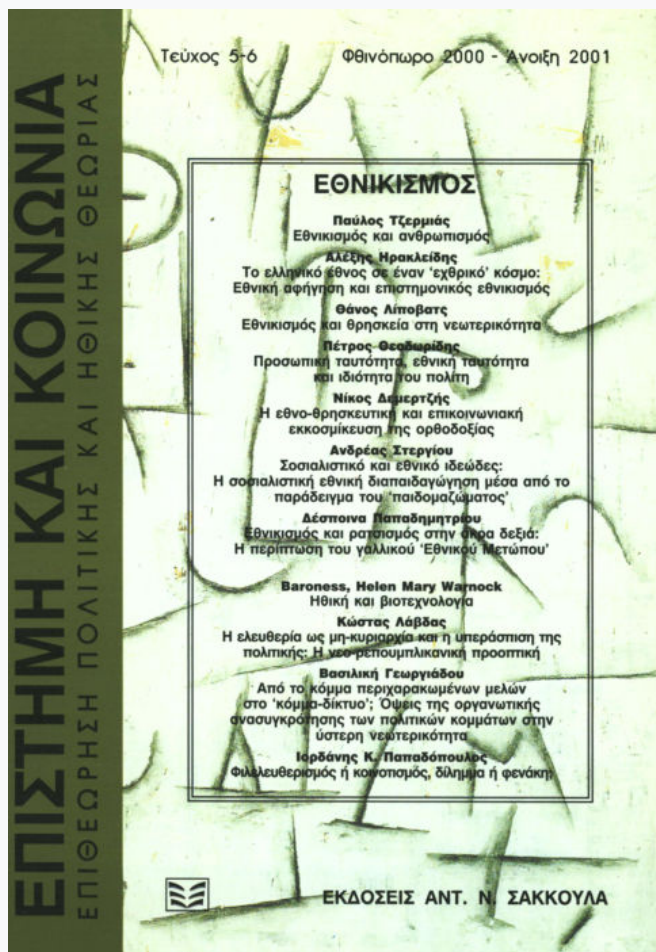 ΕΠΙΣΤΗΜΗ ΚΑΙ ΚΟΙΝΩΝΙΑ
ΕΠΙΘΕΩΡΗΣΗ ΠΟΛΙΤΙΚΗΣ ΚΑΙ ΗΘΙΚΗΣ ΘΕΩΡΙΑΣ
Τεύχος 5-6 Φθινόπωρο 2000 - Άνοιξη 2001
ΕΘΝΙΚΙΣΜΟΣ
Παύλος Τζερμιάς
Εθνικισμός και ανθρωπισμός
Αλέξης Ηρακλείδης
Το ελληνικό έθνος σε έναν 'εχθρικό' κόσμο:
Εθνική αφήγηση και επιστημονικός εθνικισμός
Θάνος Λίποβατς
Εθνικισμός και θρησκεία στη νεωτερικότητα
Πέτρος Θεοδωρίδης
Προσωπική ταυτότητα, εθνική ταυτότητα
και ιδιότητα του πολίτη
Νίκος Δεμερτζής
Η εθνο-θρησκευτική και επικοινωνιακή
εκκοσμίκευση της ορθοδοξίας
Ανδρέας Στεργίου
Σοσιαλιστικό και εθνικό ιδεώδες:
Η σοσιαλιστική εθνική διαπαιδαγώγηση μέσα από το
παράδειγμα του 'παιδομαζώματος'
Δέσποινα Παπαδημητρίου
Εθνικισμός και ρατσισμός στην άκρα δεξιά:
Η περίπτωση του γαλλικού 'Εθνικού Μετώπου'
Baroness, Helen Mary Warnock
Ηθική και βιοτεχνολογία
Κώστας Λάβδας
Η ελευθερία ως μη-κυριαρχία και η υπεράσπιση της
πολιτικής: Η νεο-ρεπουμπλικανική προοπτική
Βασιλική Γεωργιάδου
Από το κόμμα περιχαρακωμένων μελών
στο 'κόμμα-δίκτυο'; Όψεις της οργανωτικής
ανασυγκρότησης των πολιτικών κομμάτων στην
ύστερη νεωτερικότητα
Ιορδάνης Κ. Παπαδόπουλος
Φιλελευθερισμός ή κοινοτισμός, δίλημμα ή φενάκη;
ΕΚΔΟΣΕΙΣ ΑΝΤ. Ν. ΣΑΚΚΟΥΛΑ